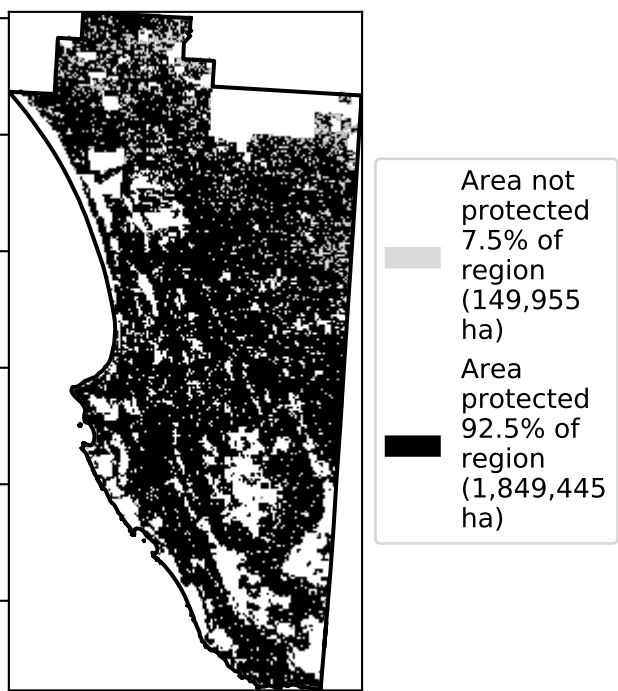 Area not
protected
7.5% of
region
(149,955
ha)
Area
protected
92.5% of
region
(1,849,445
ha)